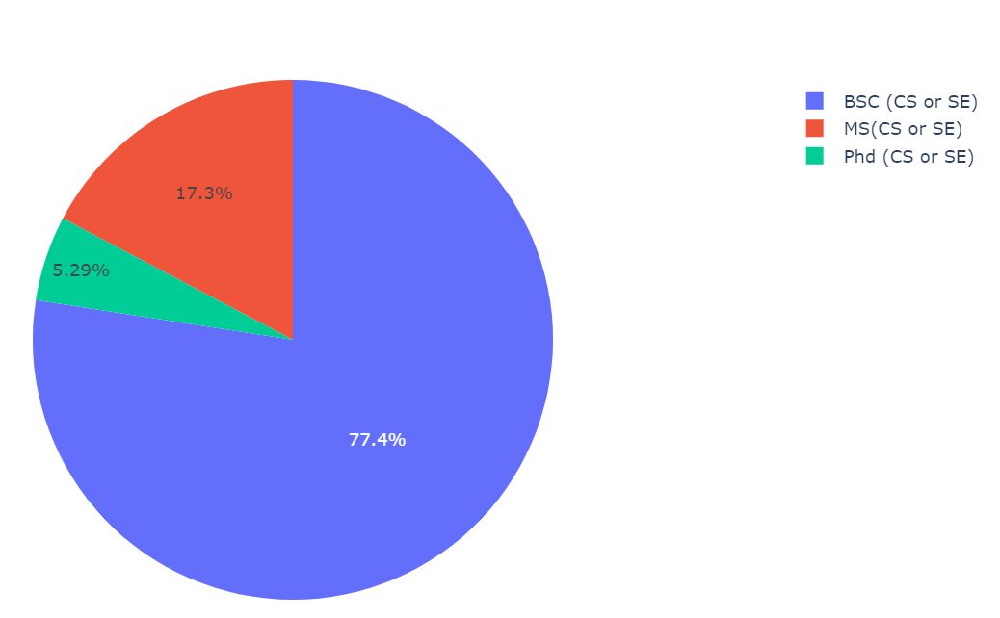 BSC (CS or SE)
MS(CS or SE)
Phd (CS or SE)
17.3%
5.29%
77.4%